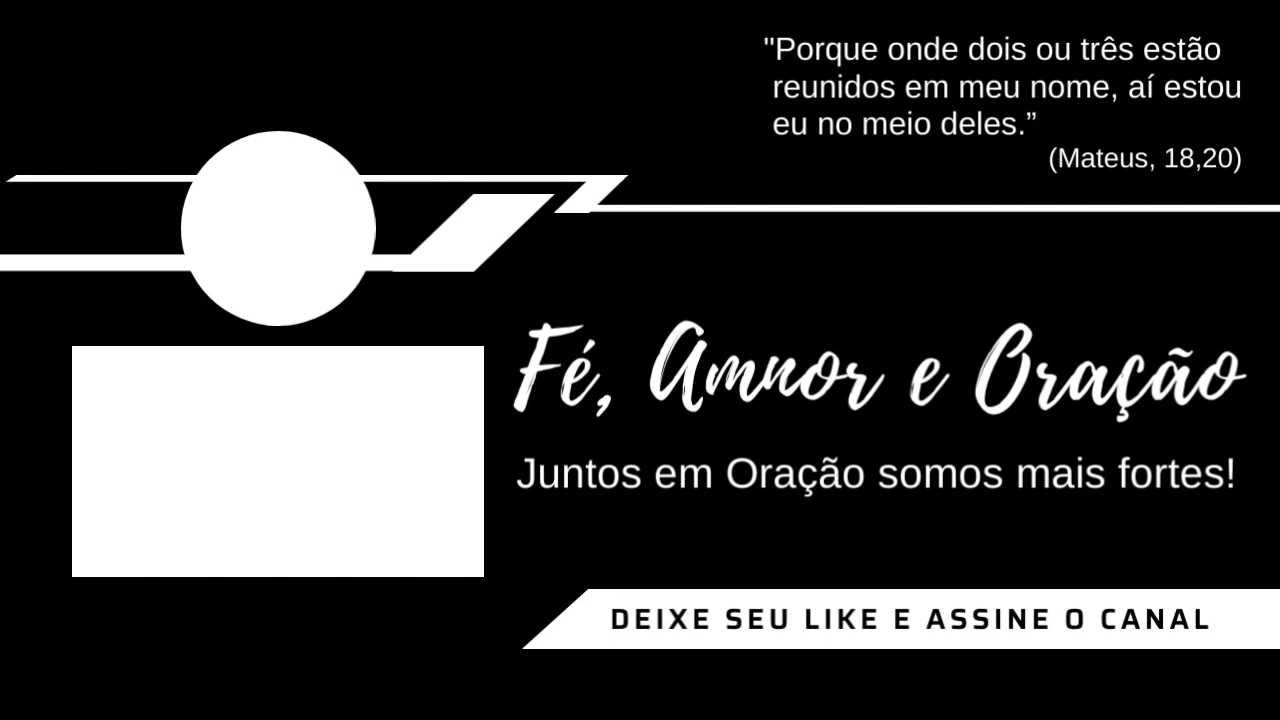 "Porque onde dois ou três estão
reunidos em meu nome, aí estou
eu no meio deles.”
(Mateus, 18,20)
Fé, Amnor e Oração
Juntos em Oração somos mais fortes!
DEIXE SEU LIKE E ASSINE O CANAL